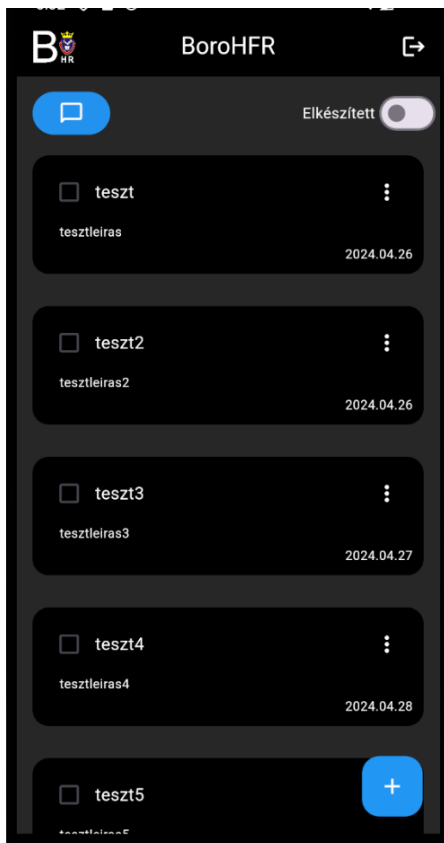 B HR
BoroHFR
Elkészített
teszt
tesztleiras
2024.04.26
teszt2
tesztleiras2
2024.04.26
teszt3
tesztleiras3
2024.04.27
teszt4
tesztleiras4
2024.04.28
teszt5